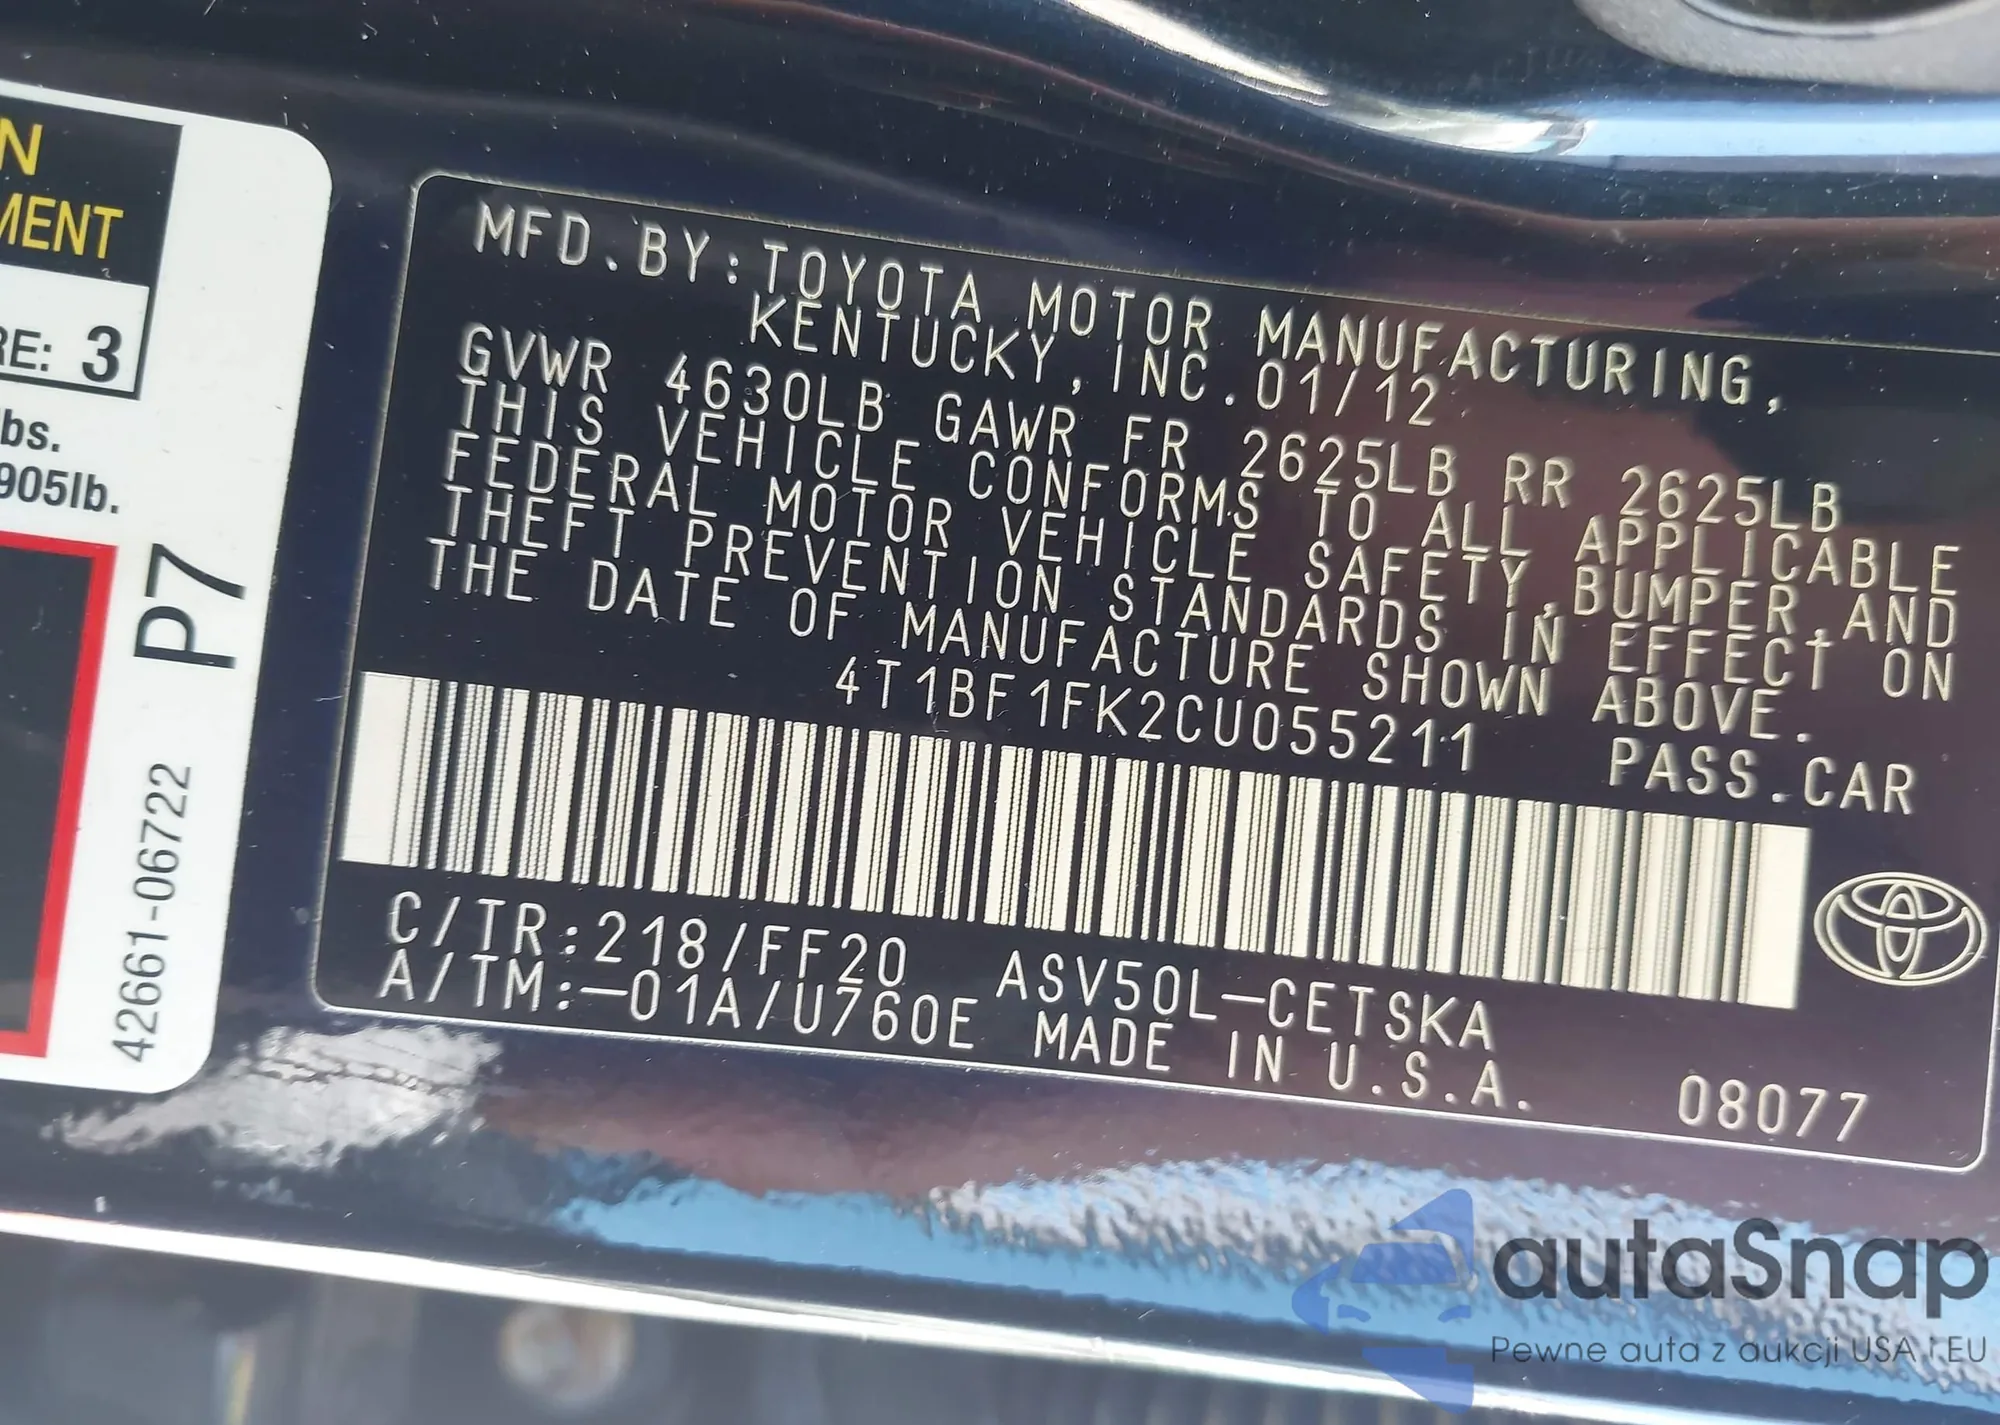 N
MENT
RE: 3
bs.
905lb.
P7
42661-06722
MFD.BY:TOYOTA MOTOR MANUFACTURING,
KENTUCKY,INC.01/12
GVWR 4630LB GAWR FR 2625LB RR 2625LB
THIS VEHICLE CONFORMS TO ALL APPLICABLE
FEDERAL MOTOR VEHICLE SAFETY,BUMPER,AND
THEFT PREVENTION STANDARDS IN EFFECT ON
THE DATE OF MANUFACTURE SHOWN ABOVE.
4T1BF1FK2CU055211 PASS.CAR
C/TR:218/FF20 ASV50L-CETSKA
A/TM:-01A/U760E MADE IN U.S.A. 08077
autaSnap
Pewne auta z aukcji USA i EU